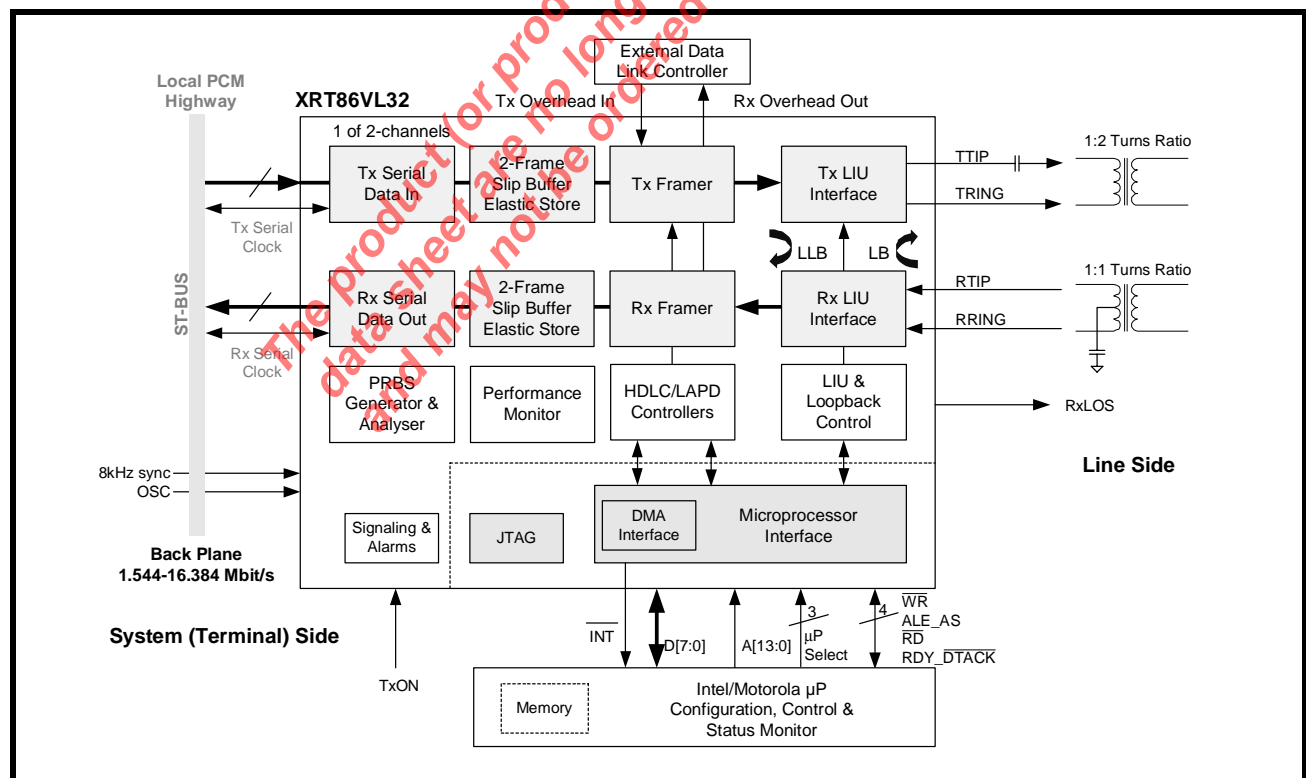 External Data
Link Controller
Local PCM
Highway
XRT86VL32
Tx Overhead In
Rx Overhead Out
1 of 2-channels
Tx Serial
Data In
2-Frame
Slip Buffer
Elastic Store
Tx Framer
Tx LIU
Interface
TTIP
TRING
1:2 Turns Ratio
Tx Serial
Clock
LLB
LB
ST-BUS
Rx Serial
Data Out
2-Frame
Slip Buffer
Elastic Store
Rx Framer
Rx LIU
Interface
RTIP
RRING
1:1 Turns Ratio
Rx Serial
Clock
PRBS
Generator &
Analyser
Performance
Monitor
HDLC/LAPD
Controllers
LIU &
Loopback
Control
RxLOS
Line Side
8kHz sync
OSC
Signaling &
Alarms
JTAG
DMA
Interface
Microprocessor
Interface
Back Plane
1.544-16.384 Mbit/s
System (Terminal) Side
TxON
INT
D[7:0]
A[13:0]
3
µP
Select
4
WR
ALE_AS
RD
RDY_DTACK
Memory
Intel/Motorola µP
Configuration, Control &
Status Monitor
The product (or prod
data sheet are no long
and may not be ordered